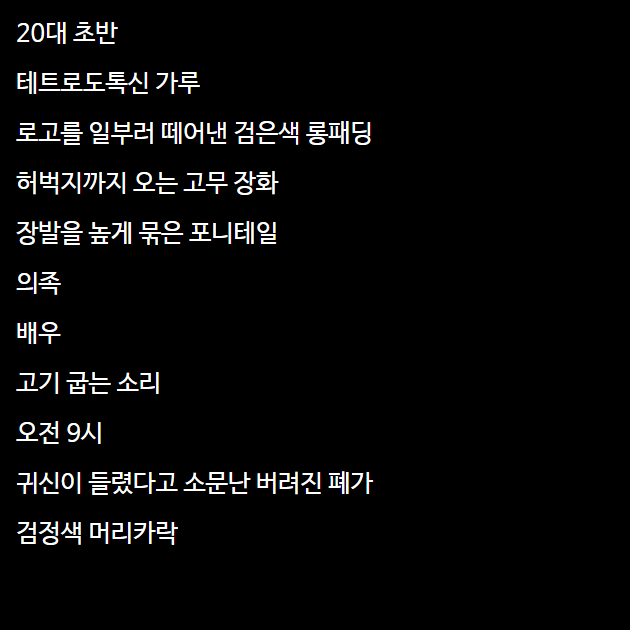 20대 초반
테트로도톡신 가루
로고를 일부러 떼어낸 검은색 롱패딩
허벅지까지 오는 고무 장화
장발을 높게 묶은 포니테일
의족
배우
고기 굽는 소리
오전 9시
귀신이 들렸다고 소문난 버려진 폐가
검정색 머리카락